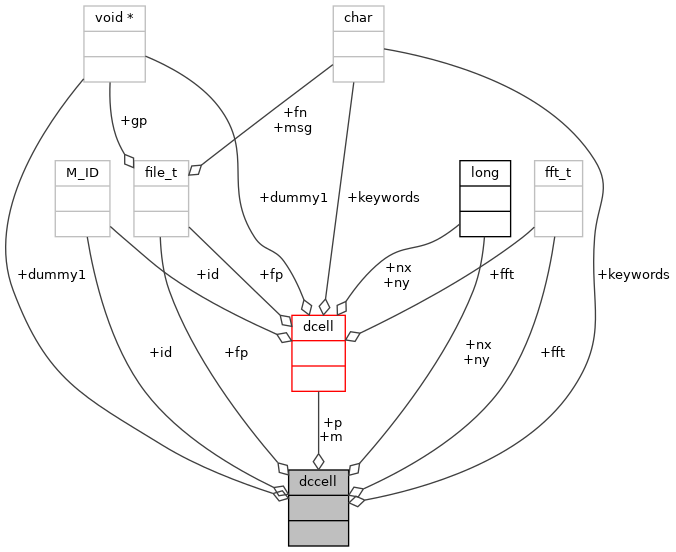 void *
char
+gp
+fn
+msg
M_ID
file_t
long
fft_t
+dummy1
+keywords
+dummy1
+id
+fp
+nx
+ny
+fft
+keywords
dcell
+id
+fp
+nx
+ny
+fft
+p
+m
dccell